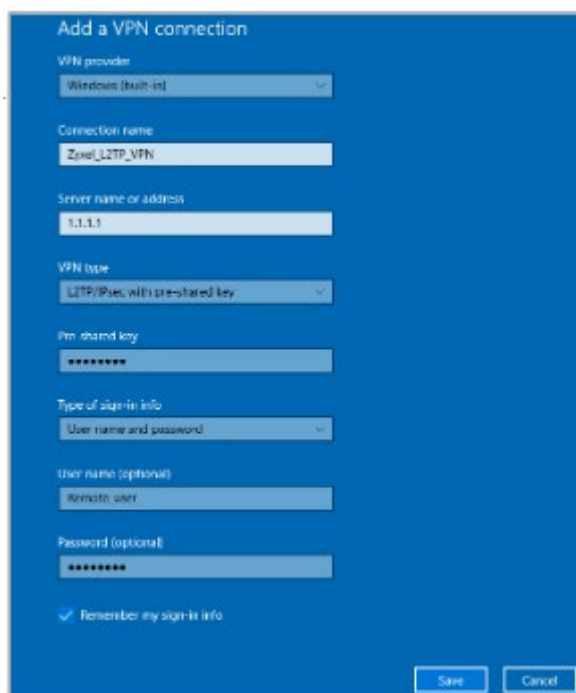 Add a VPN connection
VPN provider
Windows (built-in)
Connection name
Zyxel_L2TP_VPN
Server name or address
1.1.1.1
VPN type
L2TP/IPsec with pre-shared key
Pre-shared key
●●●●●●●●
Type of sign-in info
User name and password
User name (optional)
Remote_user
Password (optional)
●●●●●●●●
Remember my sign-in info
Save
Cancel